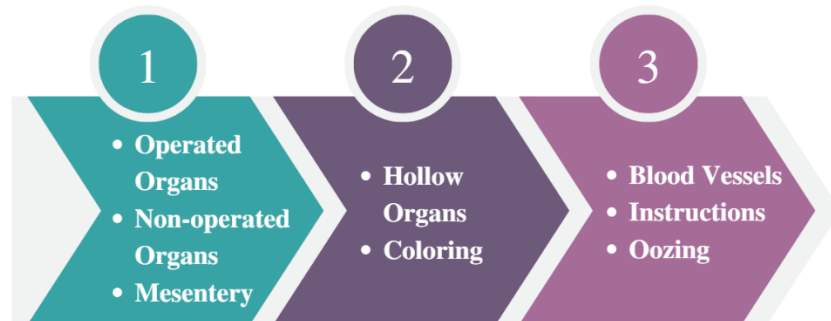 1
• Operated
Organs
• Non-operated
Organs
• Mesentery
2
• Hollow
Organs
• Coloring
3
• Blood Vessels
• Instructions
• Oozing